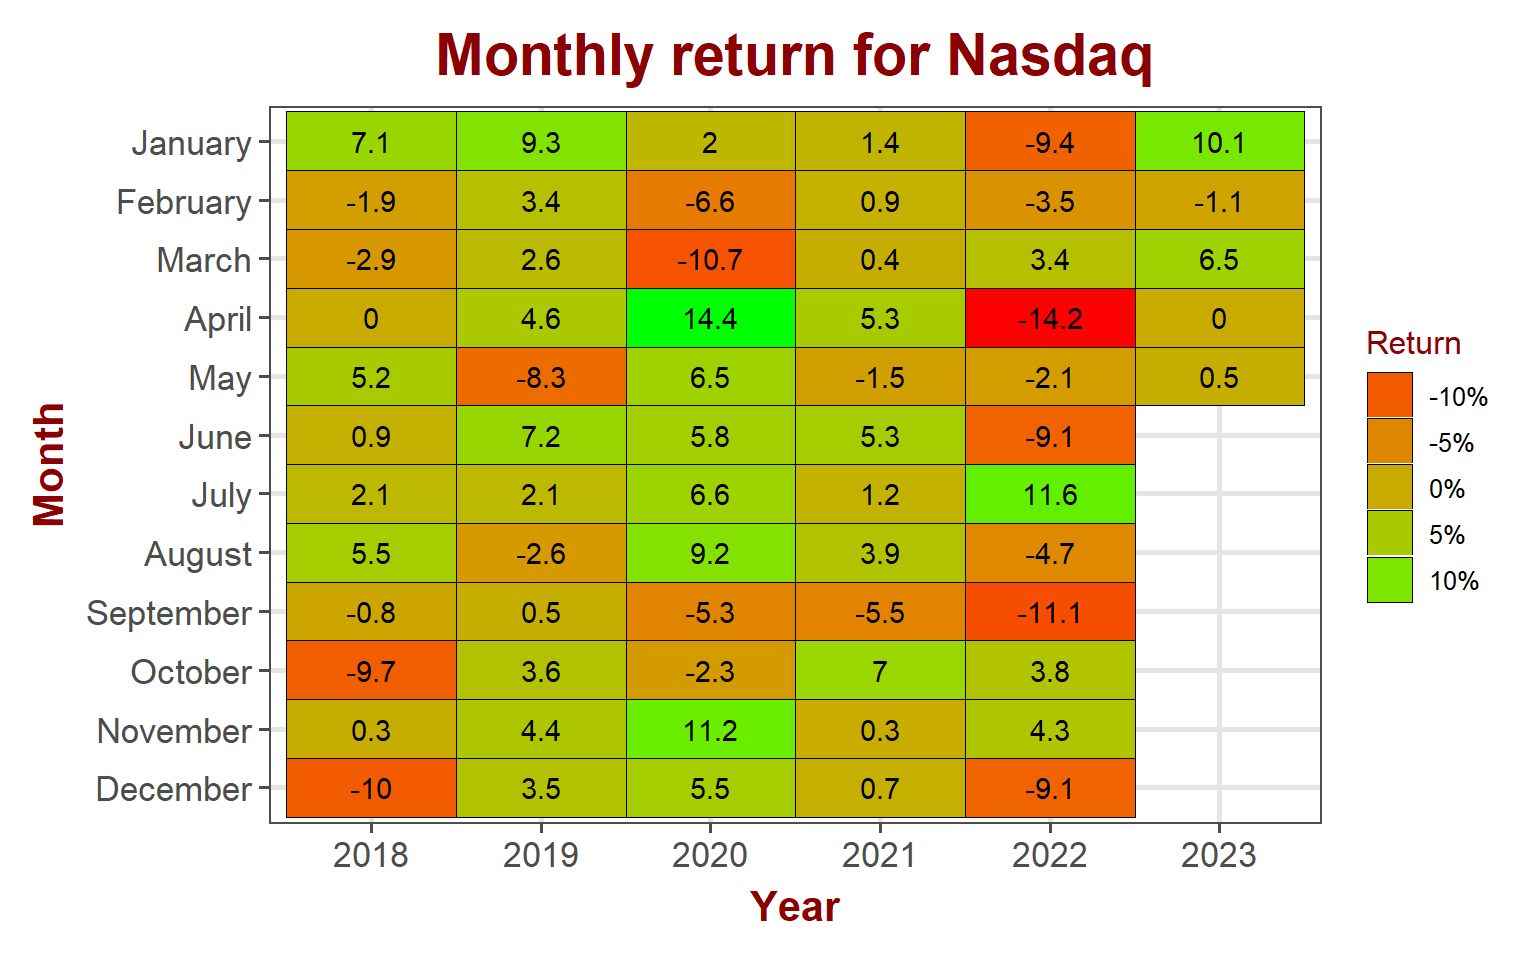 Monthly return for Nasdaq
January 7.1 9.3 2 1.4 -9.4 10.1
February -1.9 3.4 -6.6 0.9 -3.5 -1.1
March -2.9 2.6 -10.7 0.4 3.4 6.5
April 0 4.6 14.4 5.3 -14.2 0
May 5.2 -8.3 6.5 -1.5 -2.1 0.5
June 0.9 7.2 5.8 5.3 -9.1
July 2.1 2.1 6.6 1.2 11.6
August 5.5 -2.6 9.2 3.9 -4.7
September -0.8 0.5 -5.3 -5.5 -11.1
October -9.7 3.6 -2.3 7 3.8
November 0.3 4.4 11.2 0.3 4.3
December -10 3.5 5.5 0.7 -9.1
2018 2019 2020 2021 2022 2023
Year
Month
Return
-10%
-5%
0%
5%
10%